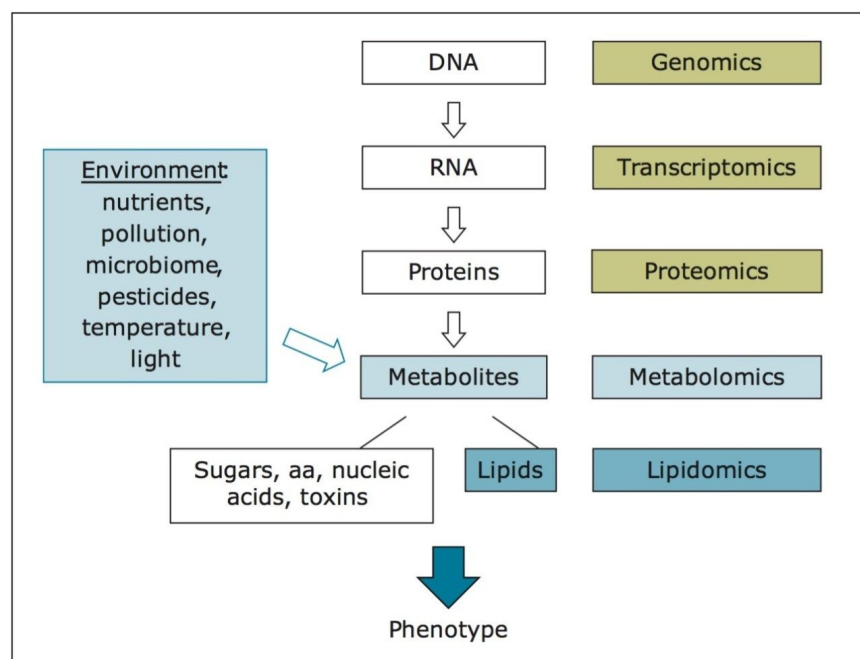 DNA
Genomics
RNA
Transcriptomics
Environment:
nutrients,
pollution,
microbiome,
pesticides,
temperature,
light
Proteins
Proteomics
Metabolites
Metabolomics
Sugars, aa, nucleic
acids, toxins
Lipids
Lipidomics
Phenotype